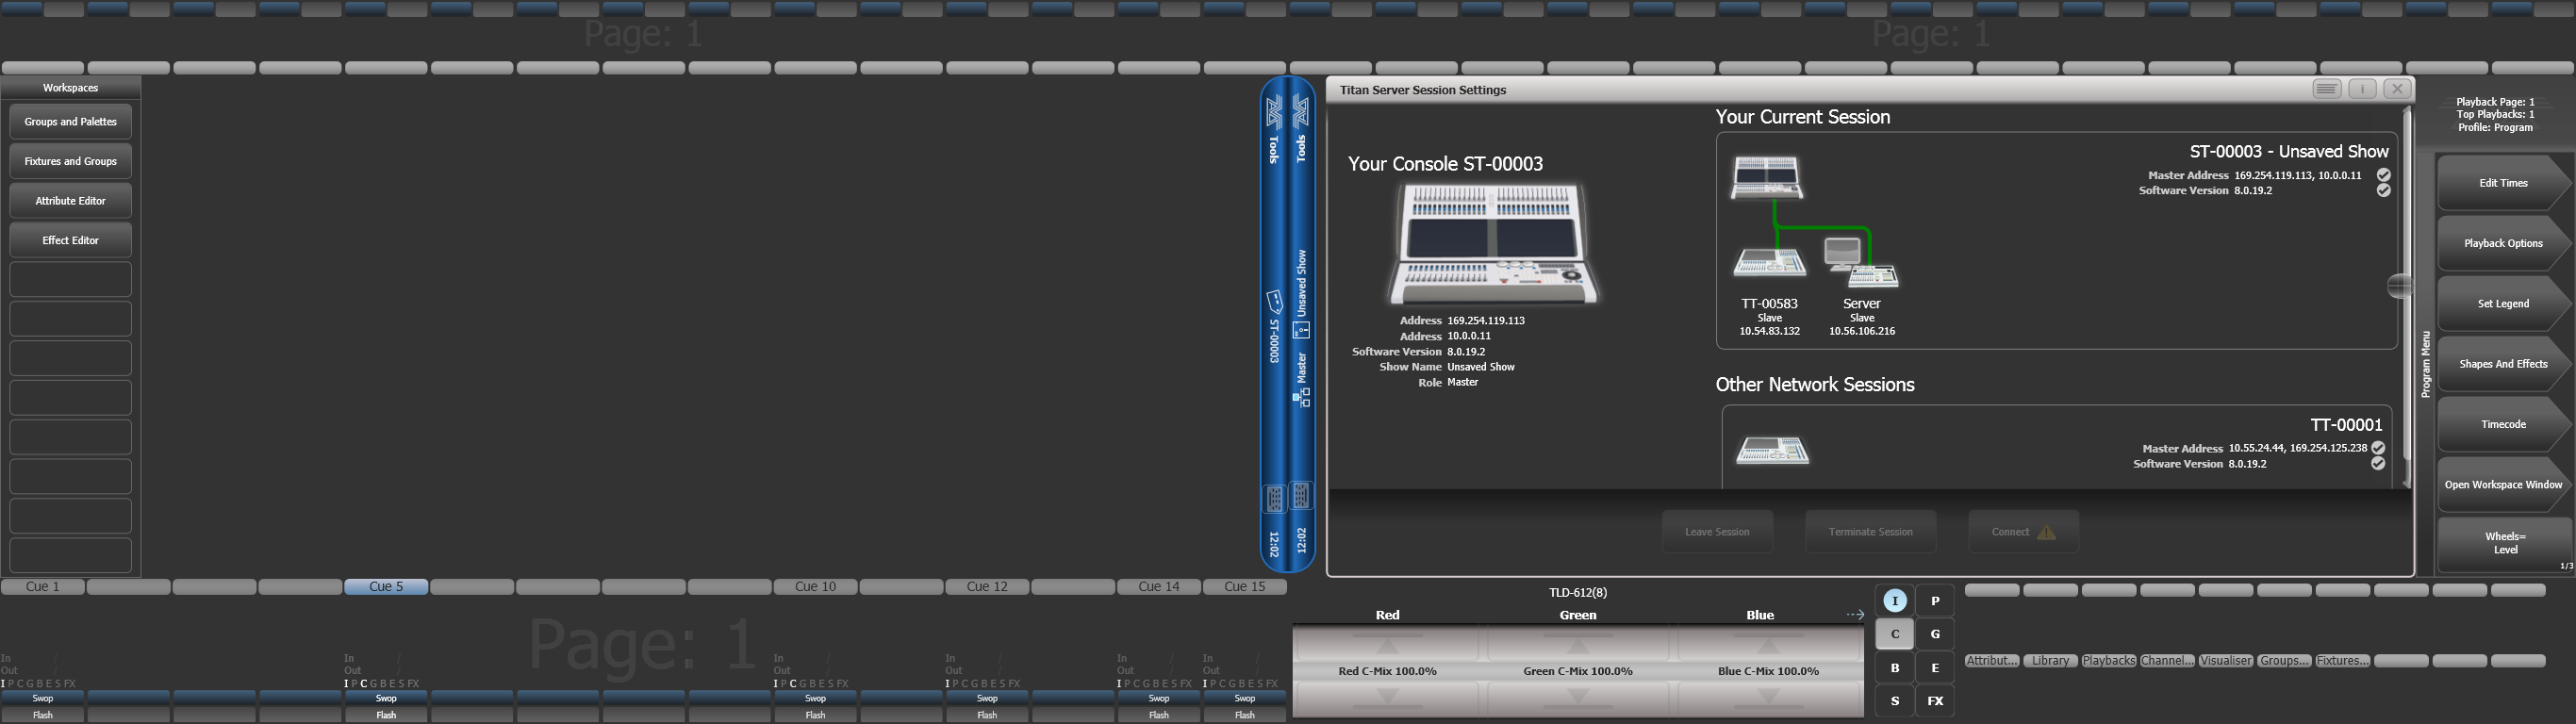 Page: 1
Page: 1
Workspaces
Groups and Palettes
Fixtures and Groups
Attribute Editor
Effect Editor
Tools
ST-00003
12:02
Tools
Unsaved Show
Master
12:02
Titan Server Session Settings
i
Your Console ST-00003
Address 169.254.119.113
Address 10.0.0.11
Software Version 8.0.19.2
Show Name Unsaved Show
Role Master
Your Current Session
ST-00003 - Unsaved Show
Master Address 169.254.119.113, 10.0.0.11
Software Version 8.0.19.2
TT-00583
Slave
10.54.83.132
Server
Slave
10.56.106.216
Other Network Sessions
TT-00001
Master Address 10.55.24.44, 169.254.125.238
Software Version 8.0.19.2
Leave Session
Terminate Session
Connect
Playback Page: 1
Top Playbacks: 1
Profile: Program
Program Menu
Edit Times
Playback Options
Set Legend
Shapes And Effects
Timecode
Open Workspace Window
Wheels=
Level
1/3
Cue 1
Cue 5
Cue 10
Cue 12
Cue 14
Cue 15
Page: 1
In / In / In / In / In / In /
Out / Out / Out / Out / Out / Out /
I P C G B E S FX I P C G B E S FX I P C G B E S FX I P C G B E S FX I P C G B E S FX I P C G B E S FX
Swop Swop Swop Swop Swop Swop
Flash Flash Flash Flash Flash Flash
TLD-612(8)
Red Green Blue
Red C-Mix 100.0% Green C-Mix 100.0% Blue C-Mix 100.0%
I P
C G
B E
S FX
Attribut... Library Playbacks Channel... Visualiser Groups... Fixtures...